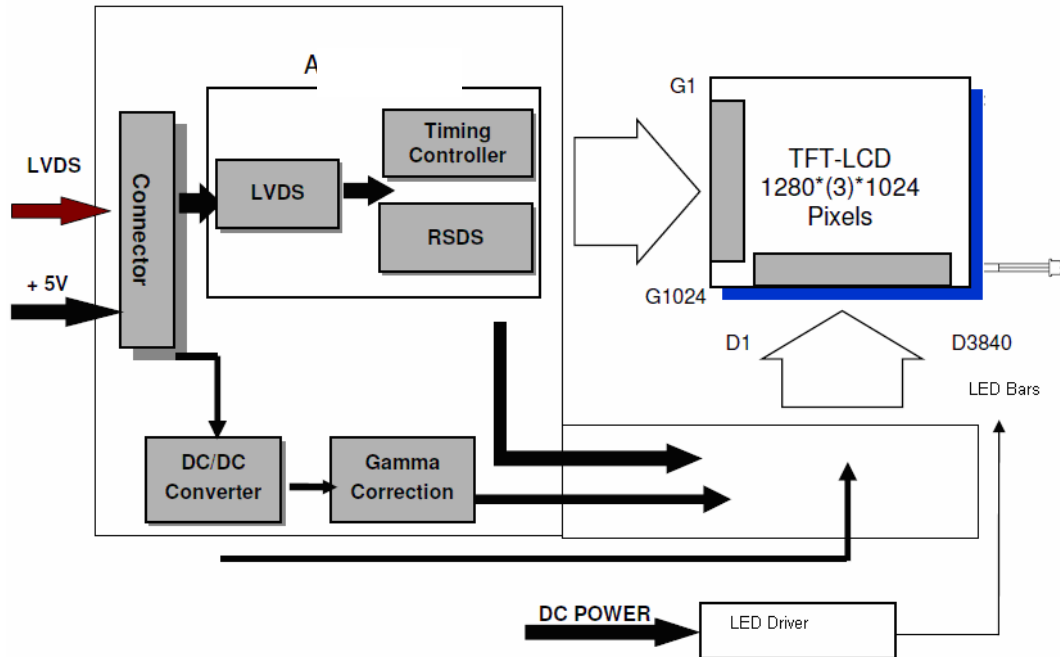 A
G1
Timing
Controller
TFT-LCD
1280*(3)*1024
Pixels
LVDS
LVDS
Connector
RSDS
+ 5V
G1024
D1
D3840
LED Bars
DC/DC
Converter
Gamma
Correction
DC POWER
LED Driver